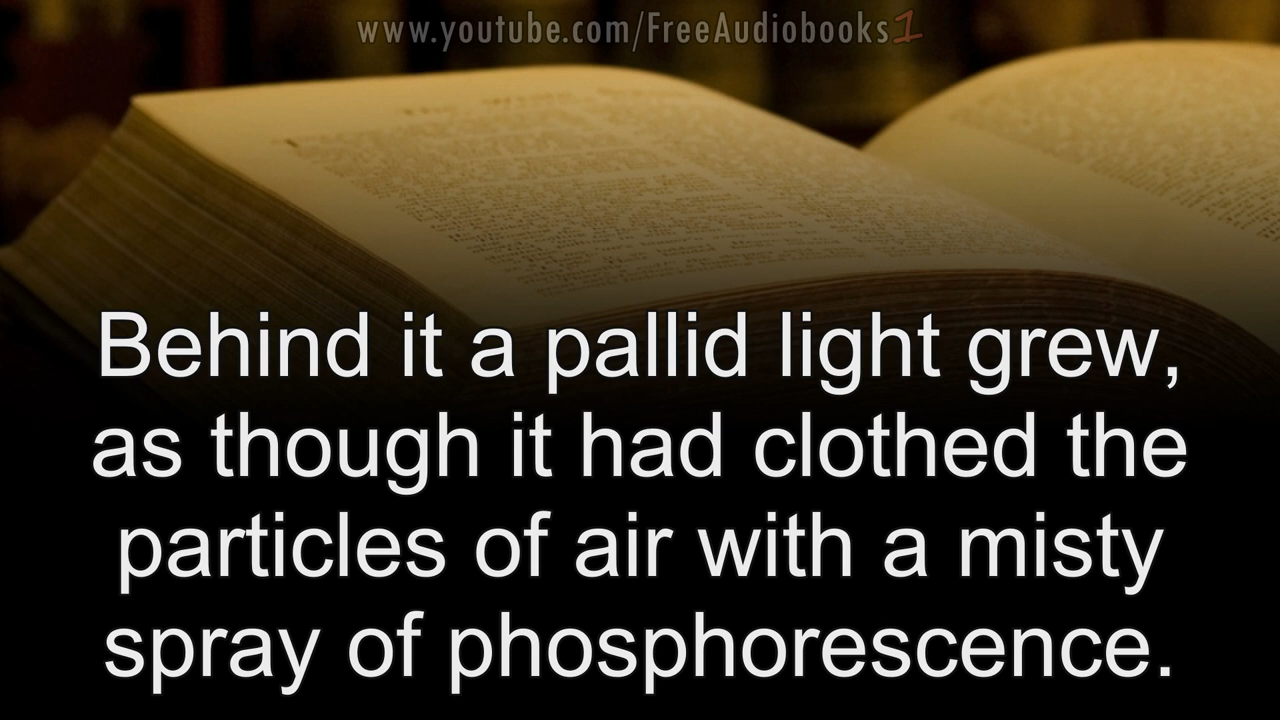 www.youtube.com/FreeAudiobooks1
Behind it a pallid light grew,
as though it had clothed the
particles of air with a misty
spray of phosphorescence.